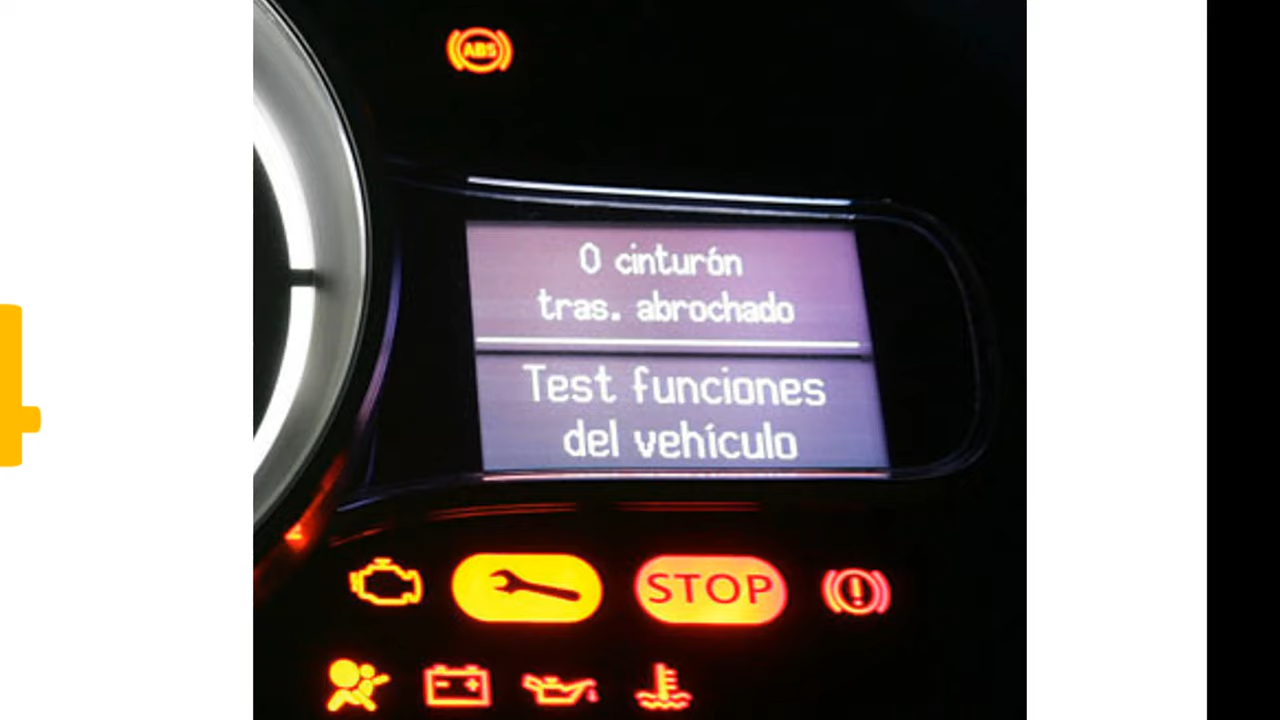 ABS
0 cinturón
tras. abrochado
Test funciones
del vehículo
STOP